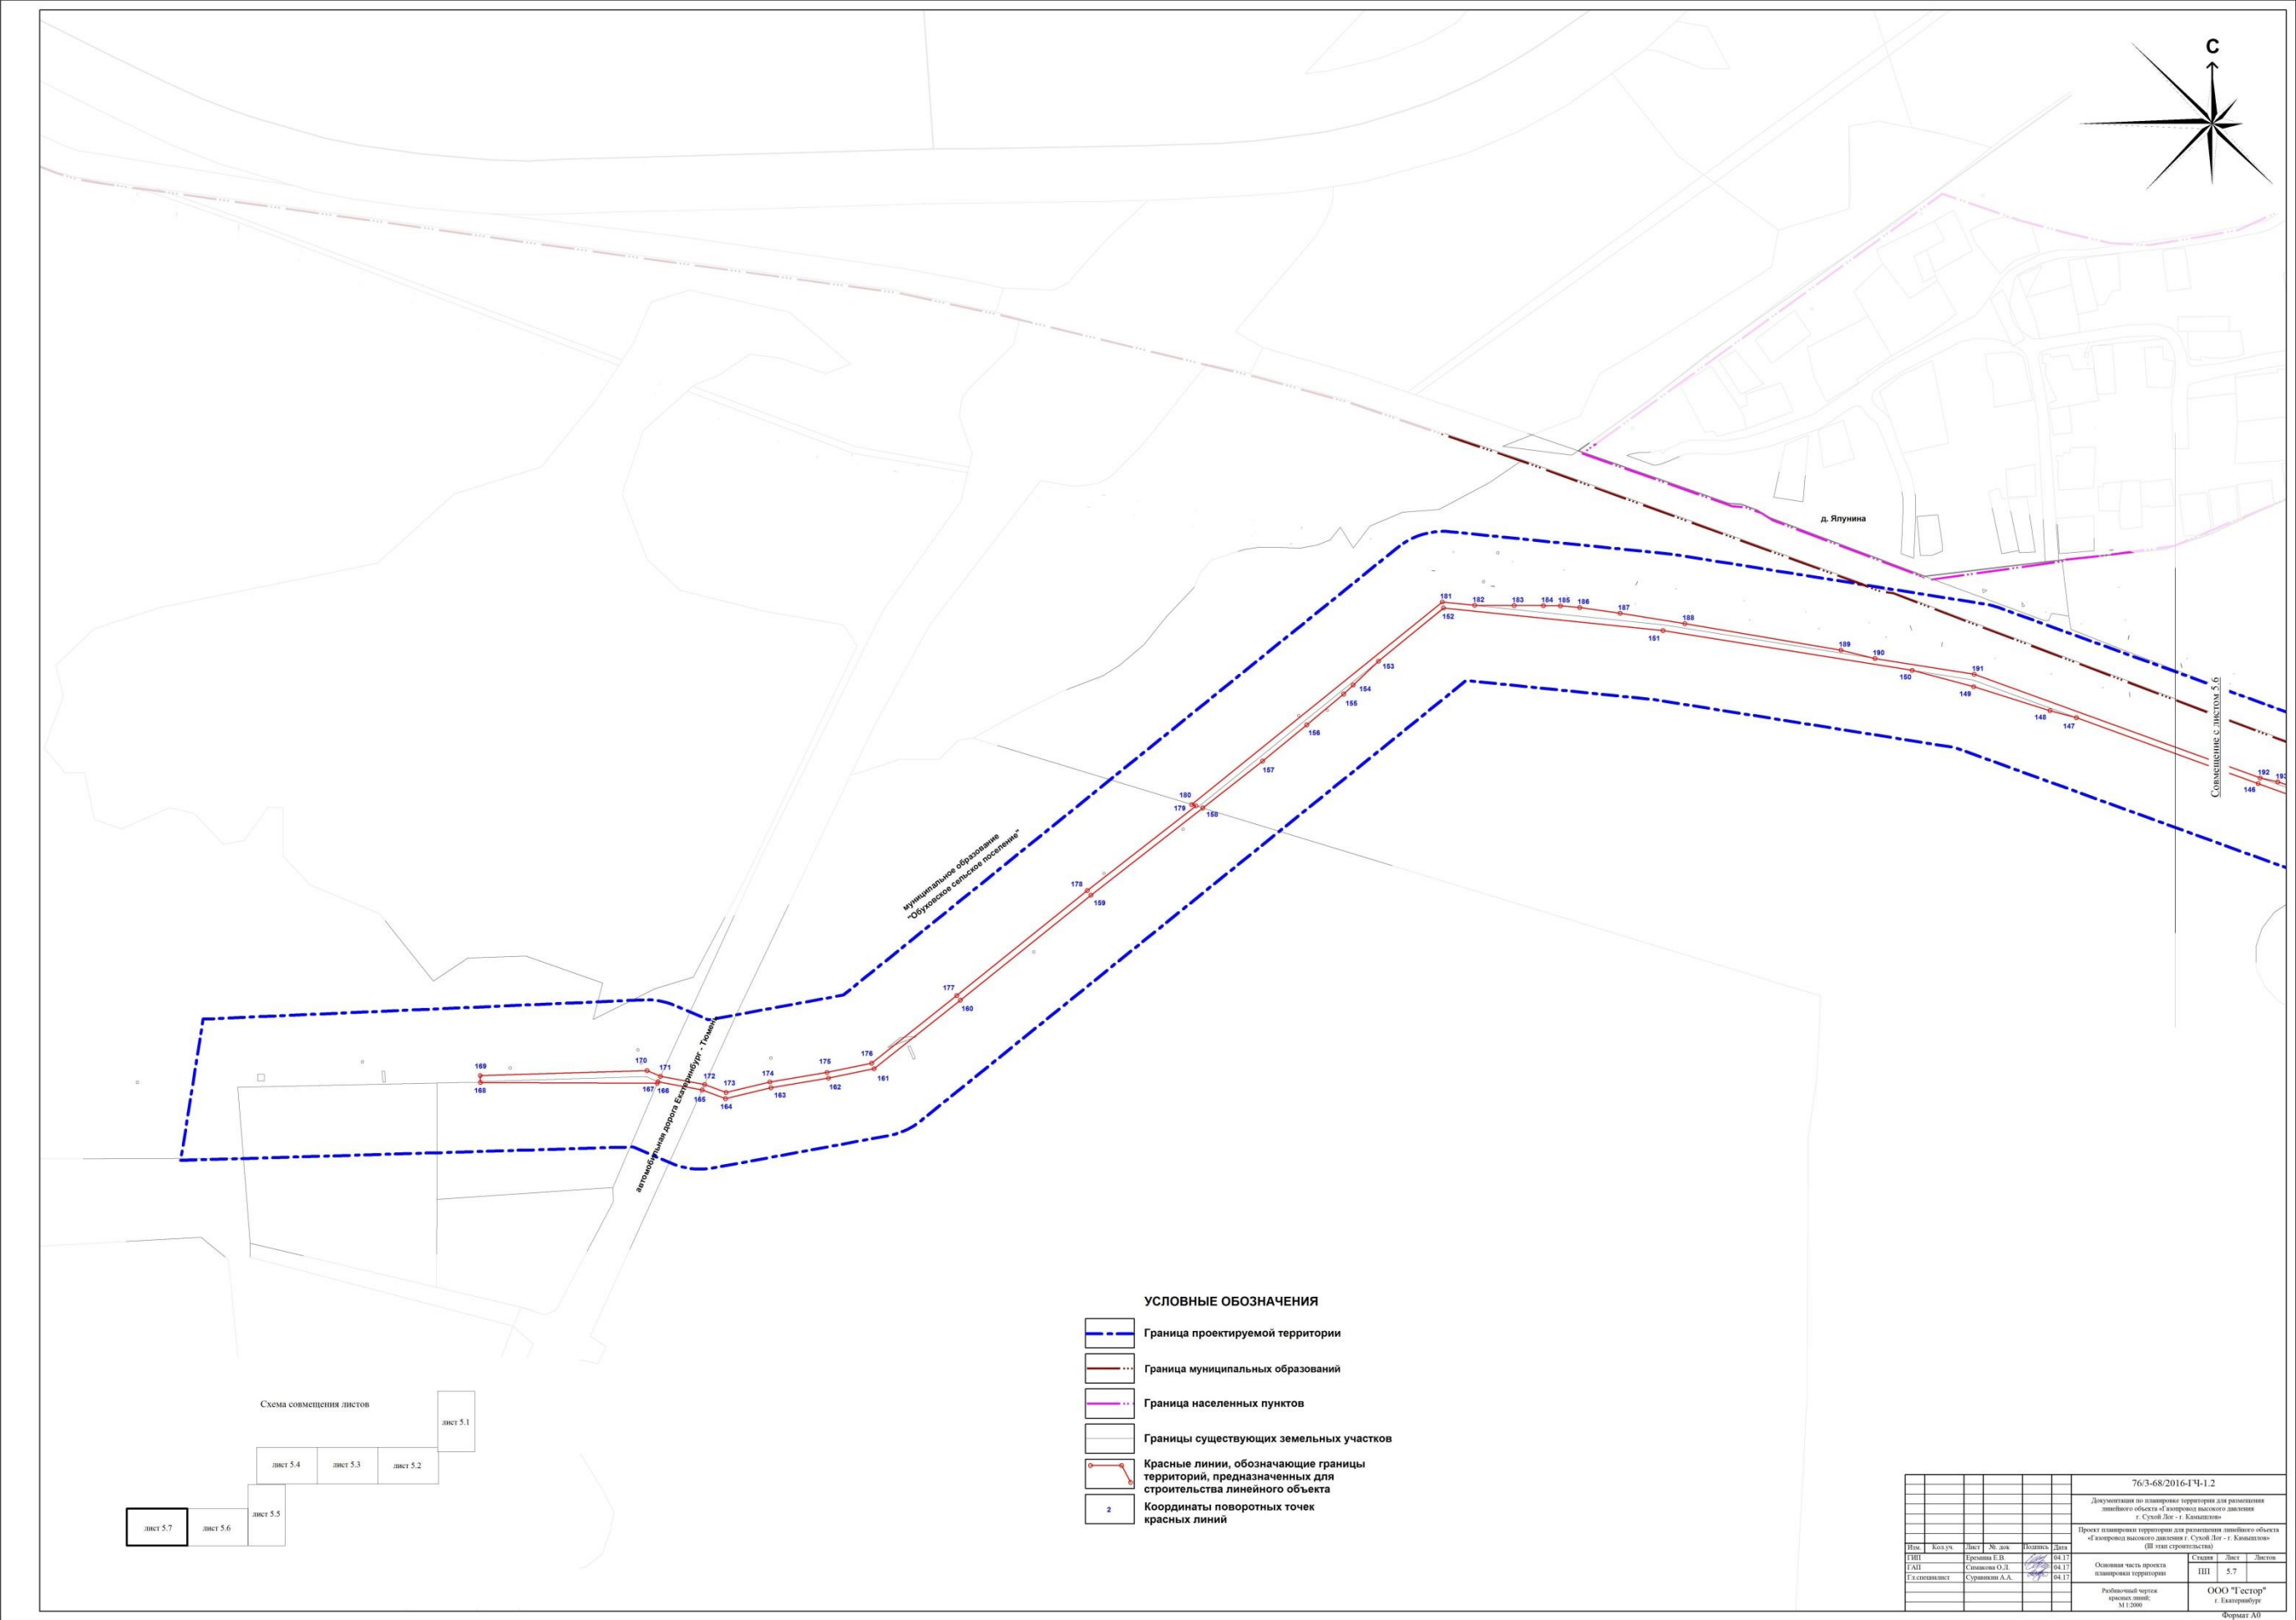 С
д. Ялунина
181
182
183
184
185
186
187
188
189
190
191
152
151
150
149
148
147
153
154
155
156
157
192
193
146
Совмещение с листом 5.6
180
179
158
178
159
муниципальное образование
"Обуховское сельское поселение"
177
160
176
175
174
173
172
171
170
169
168
167
166
165
164
163
162
161
автомобильная дорога Екатеринбург - Тюмень
УСЛОВНЫЕ ОБОЗНАЧЕНИЯ
Граница проектируемой территории
Граница муниципальных образований
Граница населенных пунктов
Границы существующих земельных участков
Красные линии, обозначающие границы
территорий, предназначенных для
строительства линейного объекта
2
Координаты поворотных точек
красных линий
Схема совмещения листов
лист 5.1
лист 5.4
лист 5.3
лист 5.2
лист 5.5
лист 5.7
лист 5.6
76/3-68/2016-ГЧ-1.2
Документация по планировке территории для размещения
линейного объекта «Газопровод высокого давления
г. Сухой Лог - г. Камышлов»
Проект планировки территории для размещения линейного объекта
«Газопровод высокого давления г. Сухой Лог - г. Камышлов»
(III этап строительства)
Изм. Кол.уч. Лист № док Подпись Дата
ГИП Еремина Е.В. 04.17
ГАП Симакова О.Л. 04.17
Гл.специалист 04.17
Основная часть проекта
планировки территории
Стадия Лист Листов
ПП 5.7
Разбивочный чертеж
красных линий;
М 1:2000
ООО "Гестор"
г. Екатеринбург
Формат А0